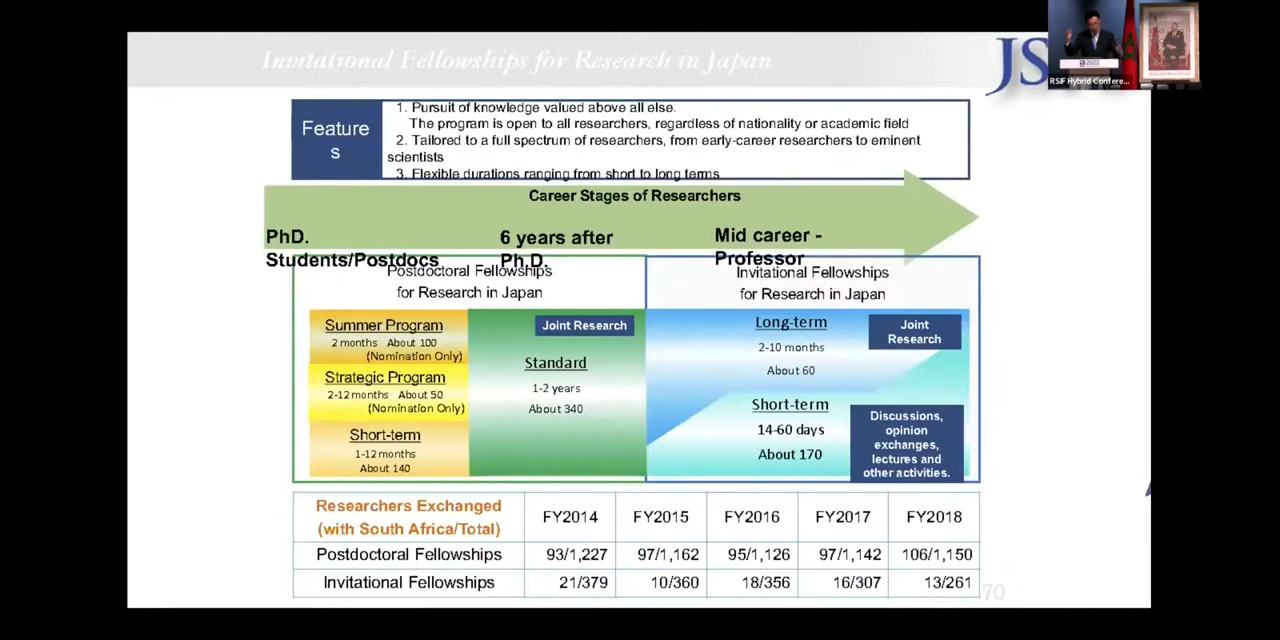 Invitational Fellowships for Research in Japan
JS
2022
RSIF Hybrid Confere...
Feature
s
1. Pursuit of knowledge valued above all else.
The program is open to all researchers, regardless of nationality or academic field
2. Tailored to a full spectrum of researchers, from early-career researchers to eminent
scientists
3. Flexible durations ranging from short to long terms
Career Stages of Researchers
PhD.
Students/Postdocs
6 years after
Ph.D.
Mid career -
Professor
Postdoctoral Fellowships
for Research in Japan
Invitational Fellowships
for Research in Japan
Summer Program
2 months About 100
(Nomination Only)
Strategic Program
2-12months About 50
(Nomination Only)
Short-term
1-12months
About 140
Joint Research
Standard
1-2 years
About 340
Long-term
2-10 months
About 60
Joint
Research
Short-term
14-60 days
About 170
Discussions,
opinion
exchanges,
lectures and
other activities.
Researchers Exchanged
(with South Africa/Total)
FY2014 FY2015 FY2016 FY2017 FY2018
Postdoctoral Fellowships 93/1,227 97/1,162 95/1,126 97/1,142 106/1,150
Invitational Fellowships 21/379 10/360 18/356 16/307 13/261
70